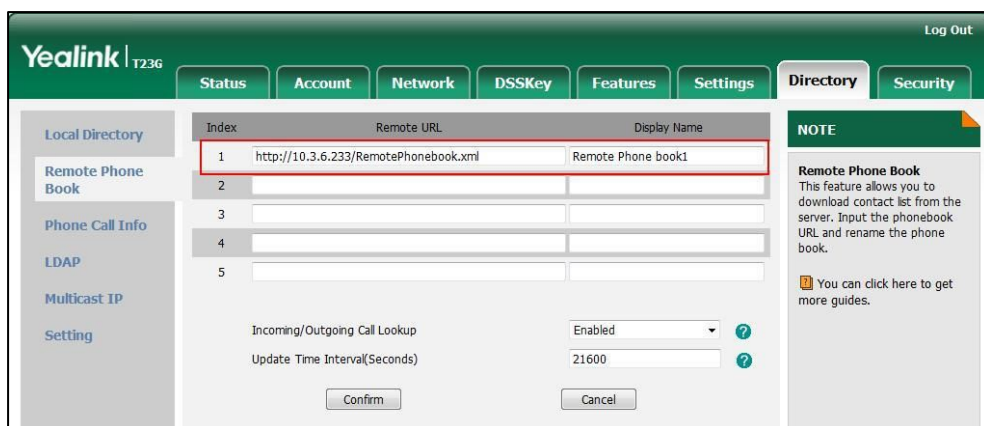 Log Out
Yealink T23G
Status Account Network DSSKey Features Settings Directory Security
Local Directory
Remote Phone
Book
Phone Call Info
LDAP
Multicast IP
Setting
Index Remote URL Display Name
1 http://10.3.6.233/RemotePhonebook.xml Remote Phone book1
2
3
4
5
Incoming/Outgoing Call Lookup Enabled
Update Time Interval(Seconds) 21600
Confirm Cancel
NOTE
Remote Phone Book
This feature allows you to
download contact list from the
server. Input the phonebook
URL and rename the phone
book.
You can click here to get
more guides.